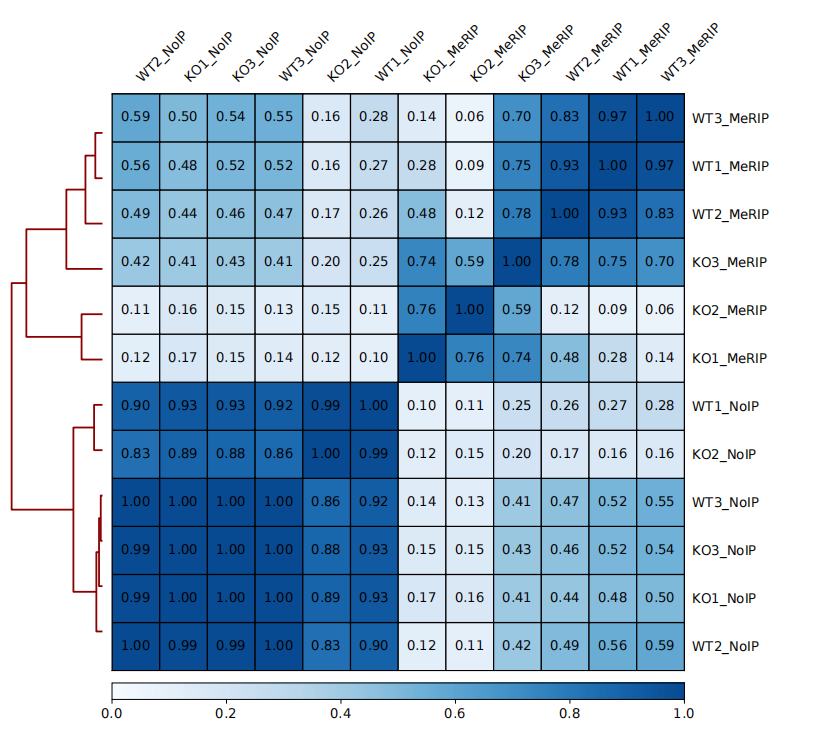 WT2_NoIP KO1_NoIP KO3_NoIP WT3_NoIP KO2_NoIP WT1_NoIP KO1_MeRIP KO2_MeRIP KO3_MeRIP WT2_MeRIP WT1_MeRIP WT3_MeRIP
0.59 0.50 0.54 0.55 0.16 0.28 0.14 0.06 0.70 0.83 0.97 1.00 WT3_MeRIP
0.56 0.48 0.52 0.52 0.16 0.27 0.28 0.09 0.75 0.93 1.00 0.97 WT1_MeRIP
0.49 0.44 0.46 0.47 0.17 0.26 0.48 0.12 0.78 1.00 0.93 0.83 WT2_MeRIP
0.42 0.41 0.43 0.41 0.20 0.25 0.74 0.59 1.00 0.78 0.75 0.70 KO3_MeRIP
0.11 0.16 0.15 0.13 0.15 0.11 0.76 1.00 0.59 0.12 0.09 0.06 KO2_MeRIP
0.12 0.17 0.15 0.14 0.12 0.10 1.00 0.76 0.74 0.48 0.28 0.14 KO1_MeRIP
0.90 0.93 0.93 0.92 0.99 1.00 0.10 0.11 0.25 0.26 0.27 0.28 WT1_NoIP
0.83 0.89 0.88 0.86 1.00 0.99 0.12 0.15 0.20 0.17 0.16 0.16 KO2_NoIP
1.00 1.00 1.00 1.00 0.86 0.92 0.14 0.13 0.41 0.47 0.52 0.55 WT3_NoIP
0.99 1.00 1.00 1.00 0.88 0.93 0.15 0.15 0.43 0.46 0.52 0.54 KO3_NoIP
0.99 1.00 1.00 1.00 0.89 0.93 0.17 0.16 0.41 0.44 0.48 0.50 KO1_NoIP
1.00 0.99 0.99 1.00 0.83 0.90 0.12 0.11 0.42 0.49 0.56 0.59 WT2_NoIP
0.0 0.2 0.4 0.6 0.8 1.0